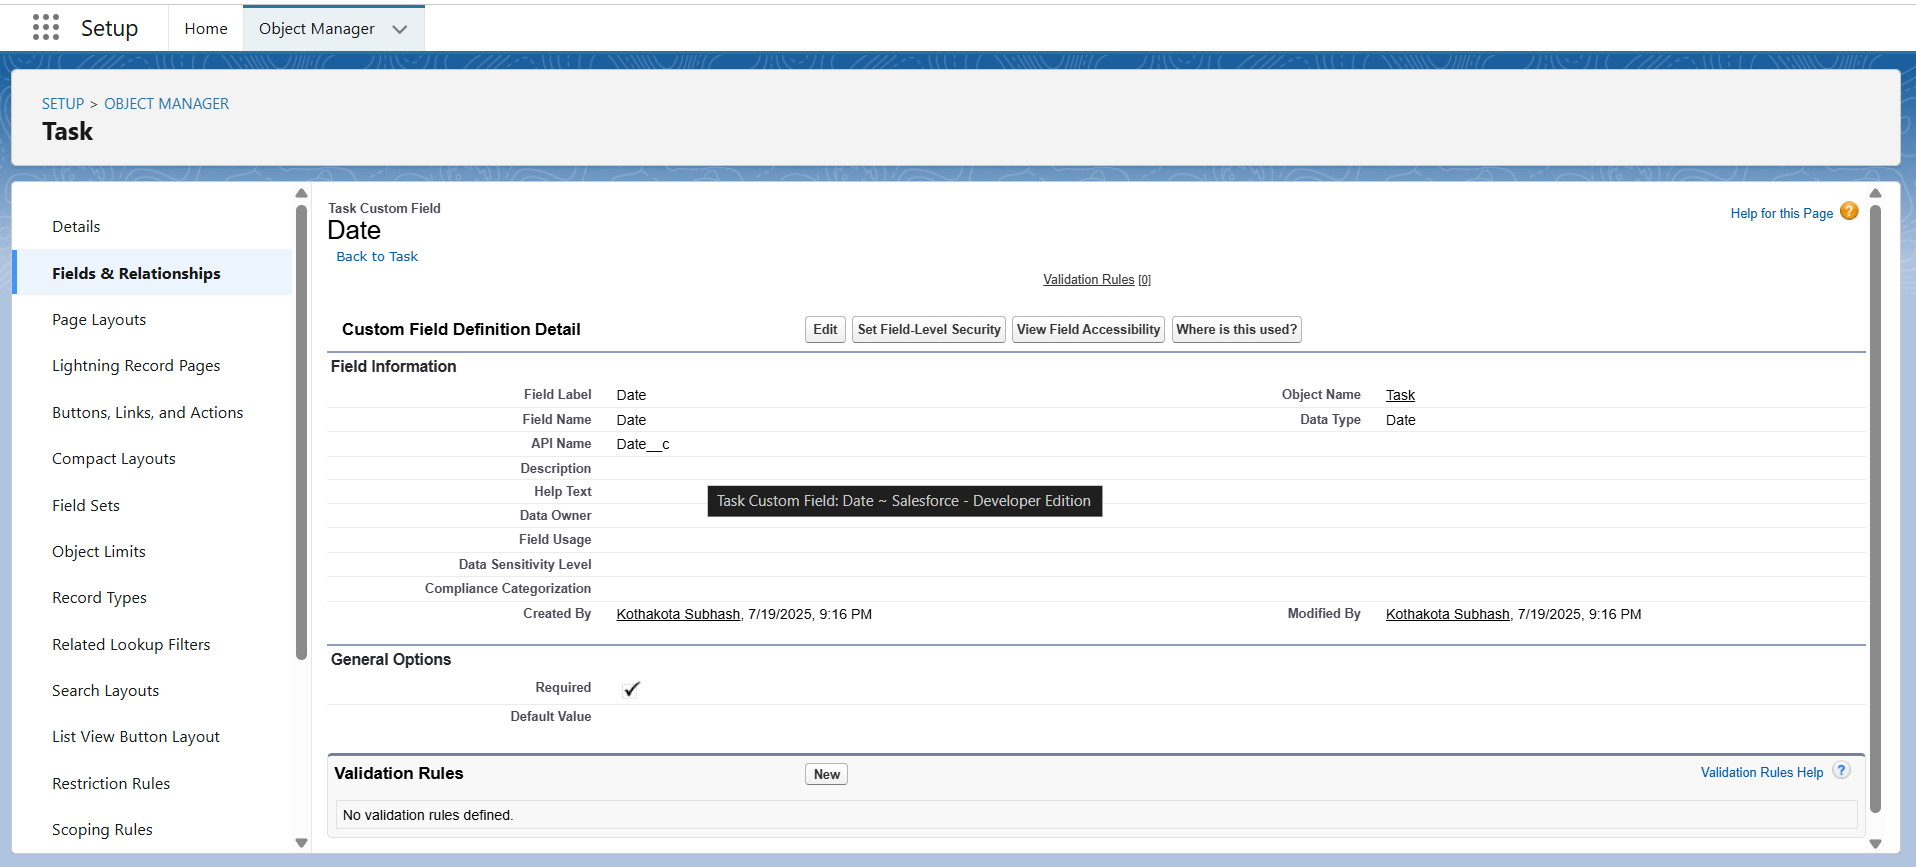 Setup
Home
Object Manager
SETUP > OBJECT MANAGER
Task
Details
Fields & Relationships
Page Layouts
Lightning Record Pages
Buttons, Links, and Actions
Compact Layouts
Field Sets
Object Limits
Record Types
Related Lookup Filters
Search Layouts
List View Button Layout
Restriction Rules
Scoping Rules
Task Custom Field
Date
Back to Task
Help for this Page ?
Validation Rules [0]
Custom Field Definition Detail
Edit
Set Field-Level Security
View Field Accessibility
Where is this used?
Field Information
Field Label Date Object Name Task
Field Name Date Data Type Date
API Name Date__c
Description
Help Text
Task Custom Field: Date ~ Salesforce - Developer Edition
Data Owner
Field Usage
Data Sensitivity Level
Compliance Categorization
Created By Kothakota Subhash, 7/19/2025, 9:16 PM Modified By Kothakota Subhash, 7/19/2025, 9:16 PM
General Options
Required ✓
Default Value
Validation Rules New Validation Rules Help ?
No validation rules defined.